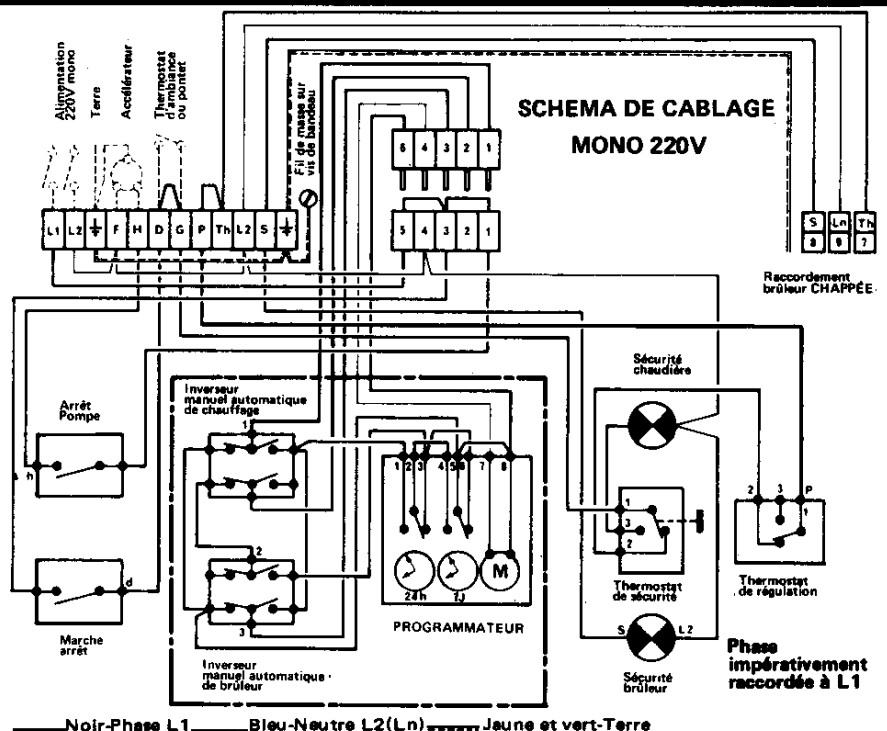 SCHEMA DE CABLAGE
MONO 220V
Alimentation
220V mono
Terre
Accélérateur
Thermostat
d'ambiance
ou pontet
Fil de masse sur
vis de bandeau
5 4 3 2 1
L1 L2 F H D G P Th L2 S
5 4 3 2 1
S Ln Th
8 9 7
Raccordement
brûleur CHAPPÉE
Arrêt
Pompe
h
Marche
arrêt
d
Inverseur
manuel automatique
de chauffage
1
2
3
Inverseur
manuel automatique
de brûleur
1 2 3 4 5 6 7 8
24h
7J
M
PROGRAMMATEUR
Sécurité
chaudière
1
3
2
Thermostat
de sécurité
2 3 P
1
Thermostat
de régulation
S L2
Sécurité
brûleur
Phase
impérativement
raccordée à L1
Noir-Phase L1 Bleu-Neutre L2(Ln) Jaune et vert-Terre